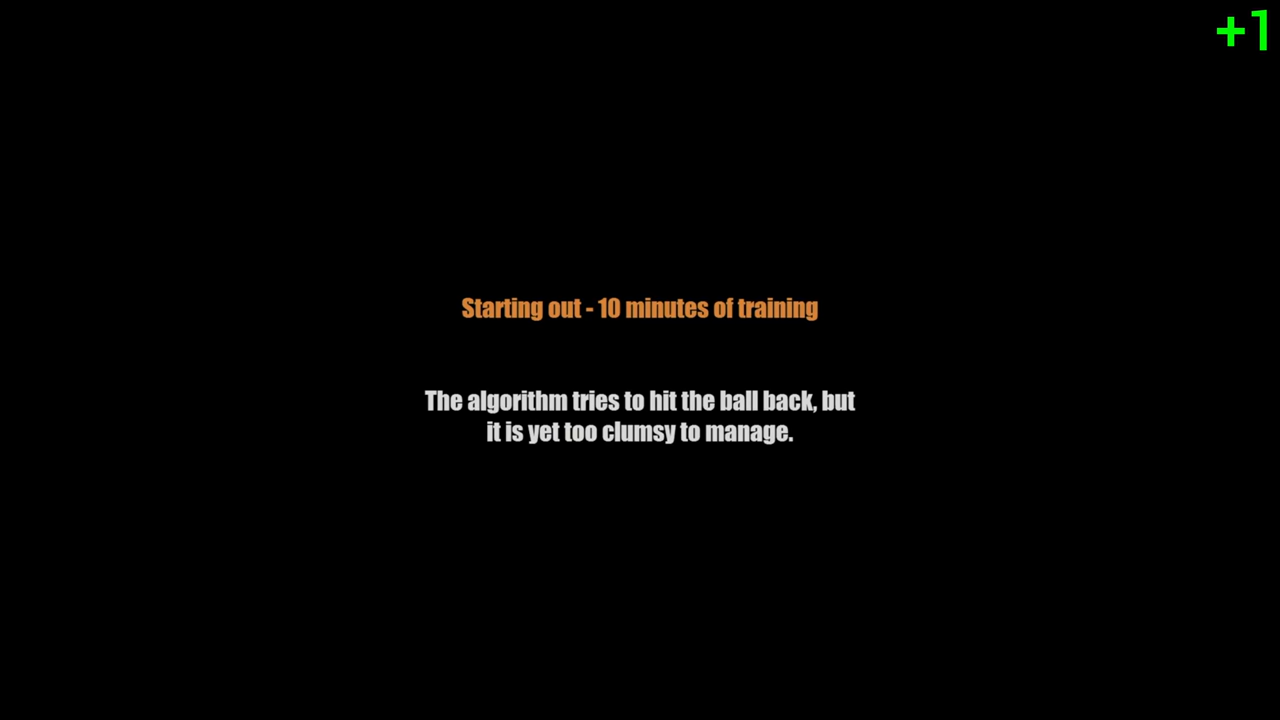 +1
Starting out - 10 minutes of training
The algorithm tries to hit the ball back, but
it is yet too clumsy to manage.